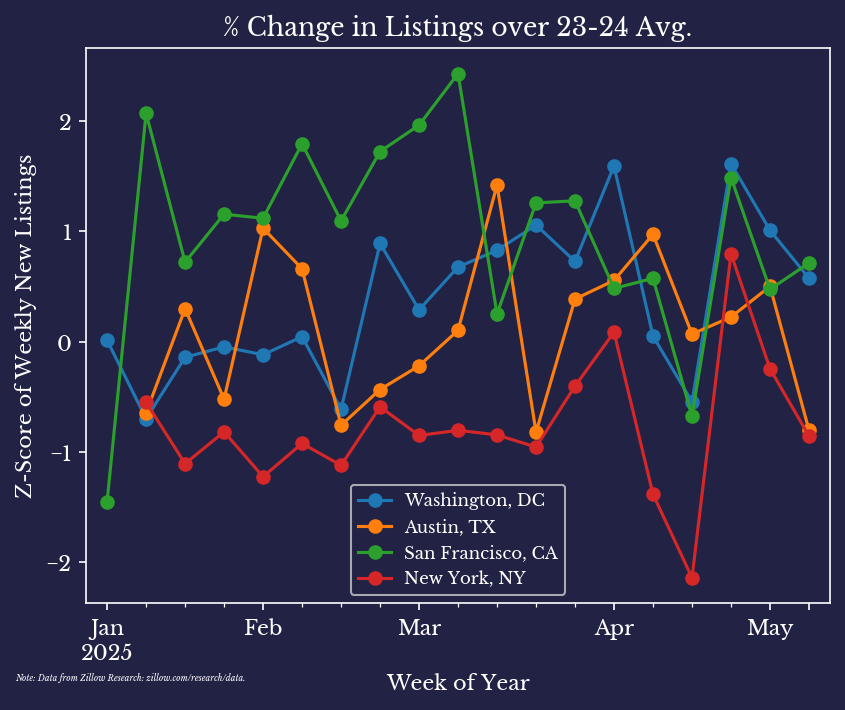 % Change in Listings over 23-24 Avg.
Z-Score of Weekly New Listings
2
1
0
−1
−2
Washington, DC
Austin, TX
San Francisco, CA
New York, NY
Jan Feb Mar Apr May
2025
Week of Year
Note: Data from Zillow Research: zillow.com/research/data.